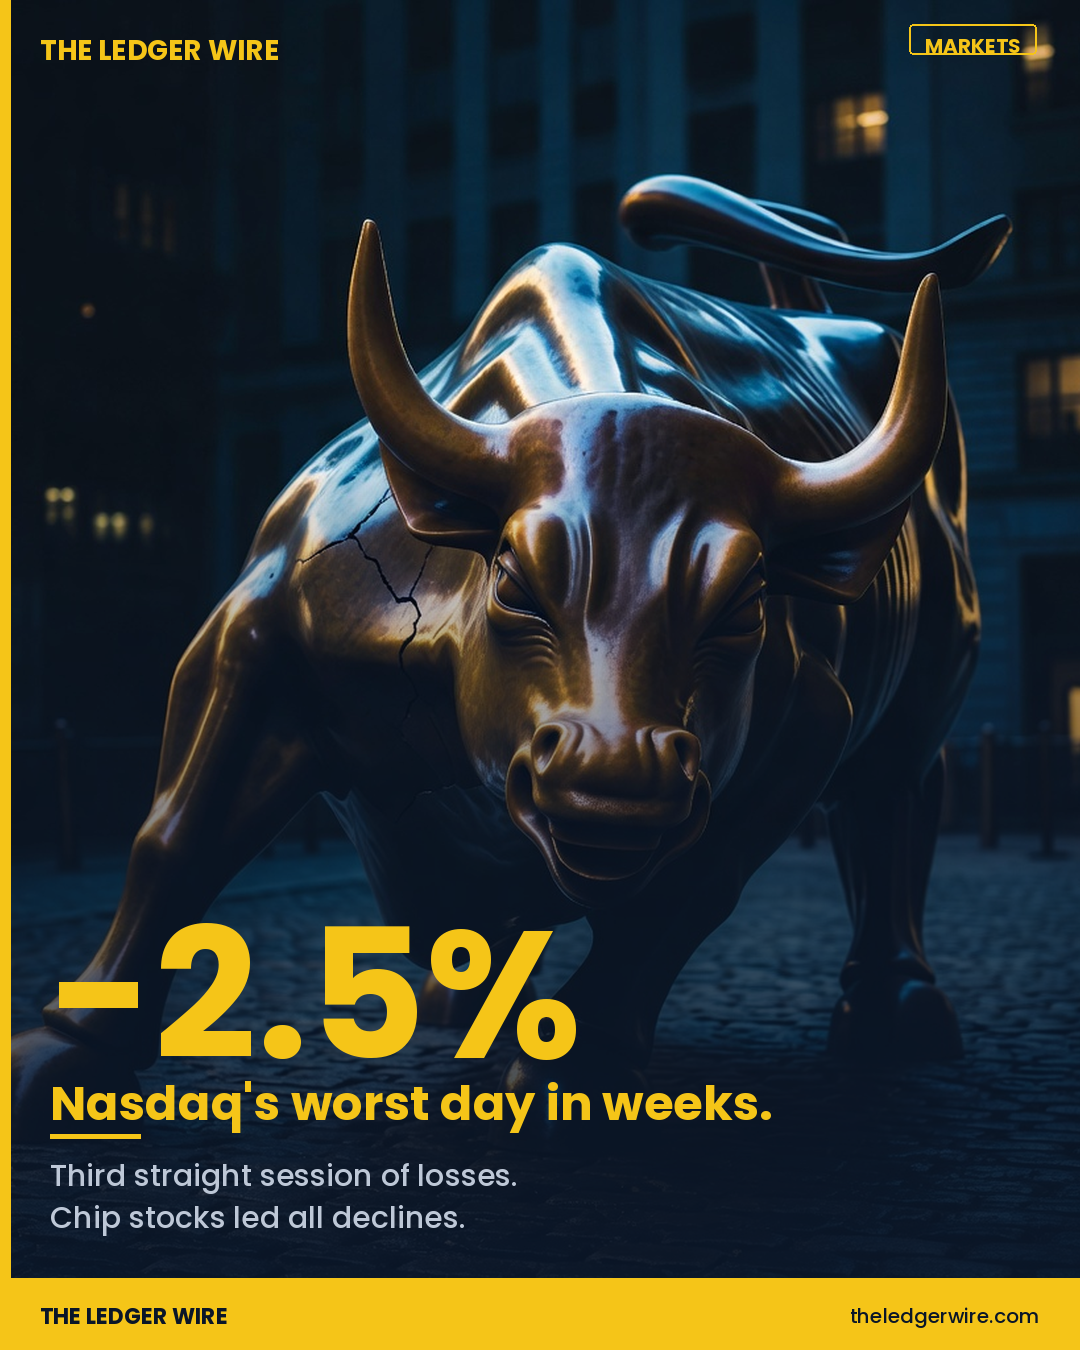 THE LEDGER WIRE
MARKETS
-2.5%
Nasdaq's worst day in weeks.
Third straight session of losses.
Chip stocks led all declines.
THE LEDGER WIRE
theledgerwire.com